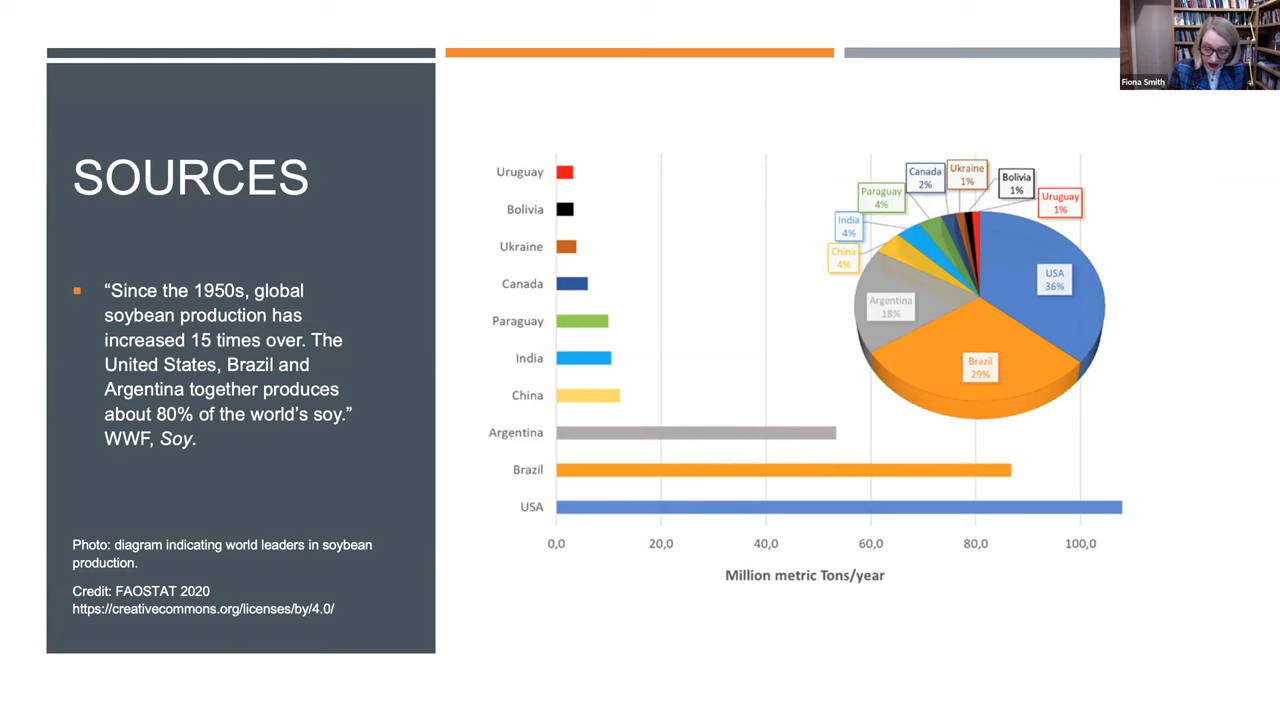 Fiona Smith
SOURCES
“Since the 1950s, global
soybean production has
increased 15 times over. The
United States, Brazil and
Argentina together produces
about 80% of the world’s soy.”
WWF, Soy.
Photo: diagram indicating world leaders in soybean
production.
Credit: FAOSTAT 2020
https://creativecommons.org/licenses/by/4.0/
Uruguay
Bolivia
Ukraine
Canada
Paraguay
India
China
Argentina
Brazil
USA
0,0 20,0 40,0 60,0 80,0 100,0
Million metric Tons/year
China
4%
India
4%
Paraguay
4%
Canada
2%
Ukraine
1%
Bolivia
1%
Uruguay
1%
USA
36%
Argentina
18%
Brazil
29%